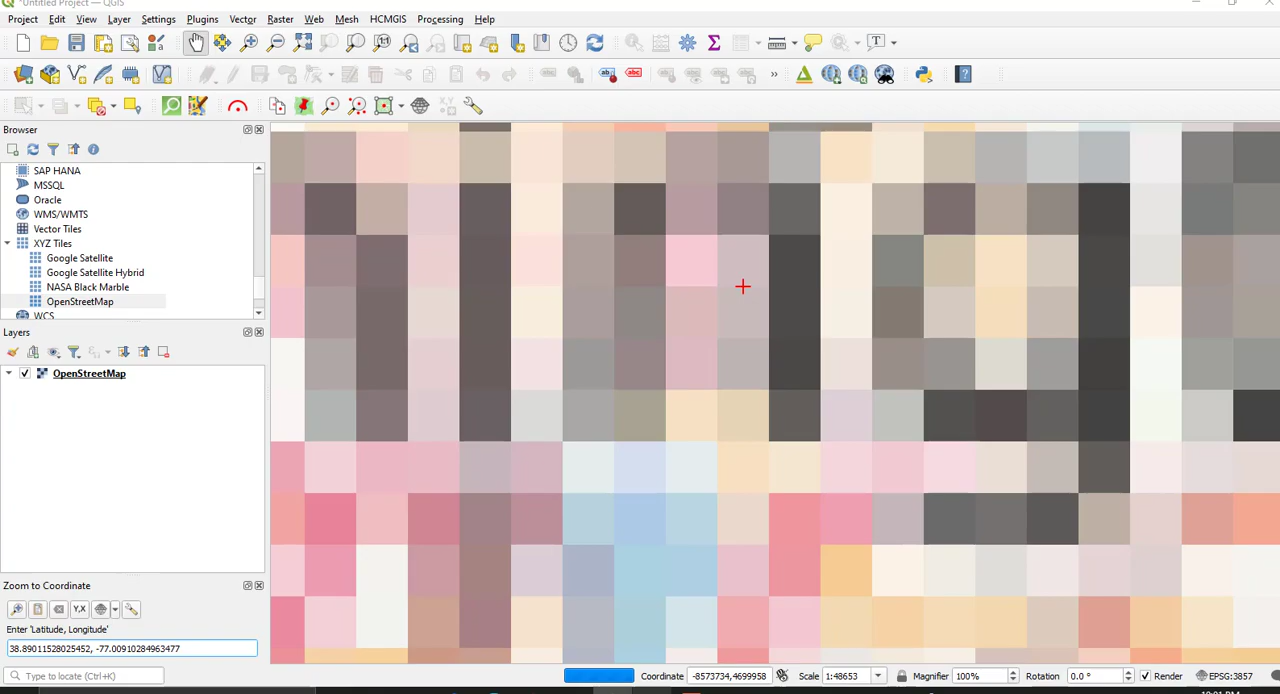 *Untitled Project — QGIS
Project Edit View Layer Settings Plugins Vector Raster Database Web Mesh HCMGIS Processing Help
Browser
SAP HANA
MSSQL
Oracle
WMS/WMTS
Vector Tiles
XYZ Tiles
Google Satellite
Google Satellite Hybrid
NASA Black Marble
OpenStreetMap
WCS
Layers
OpenStreetMap
Zoom to Coordinate
Y,X
Enter 'Latitude, Longitude'
38.89011528025452, -77.00910284963477
Type to locate (Ctrl+K)
Coordinate -8573734,4699958 Scale 1:48653 Magnifier 100% Rotation 0.0 ° Render EPSG:3857